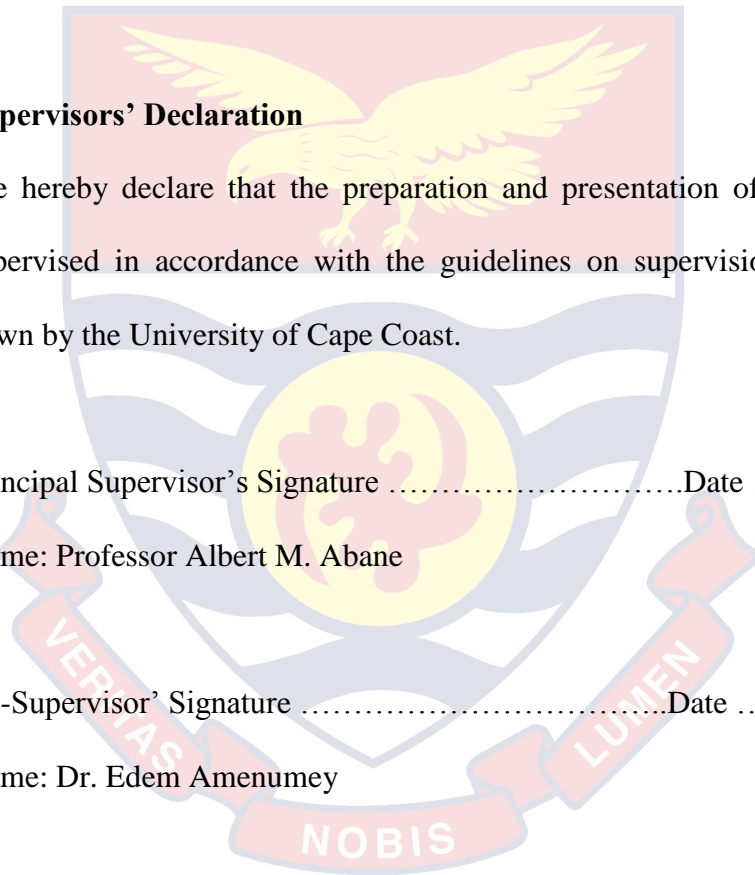 pervisors’ Declaration
e hereby declare that the preparation and presentation of
pervised in accordance with the guidelines on supervisio
wn by the University of Cape Coast.
ncipal Supervisor’s Signature ……………………….Date
me: Professor Albert M. Abane
-Supervisor’ Signature ……………………………..Date …
me: Dr. Edem Amenumey
VERITAS
NOBIS
LUMEN